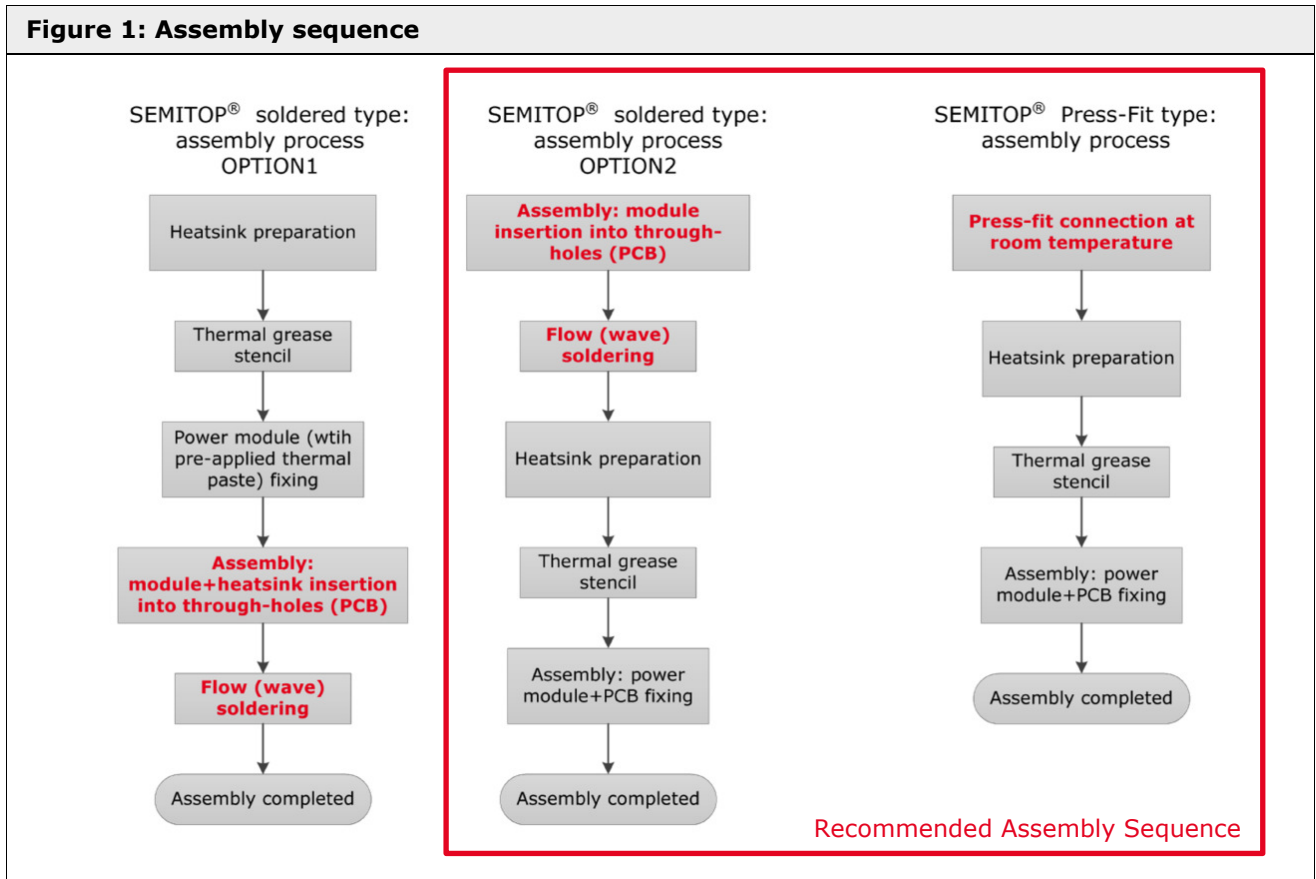 Figure 1: Assembly sequence
SEMITOP® soldered type:
assembly process
OPTION1
Heatsink preparation
Thermal grease
stencil
Power module (wtih
pre-applied thermal
paste) fixing
Assembly:
module+heatsink insertion
into through-holes (PCB)
Flow (wave)
soldering
Assembly completed
SEMITOP® soldered type:
assembly process
OPTION2
Assembly: module
insertion into through-
holes (PCB)
Flow (wave)
soldering
Heatsink preparation
Thermal grease
stencil
Assembly: power
module+PCB fixing
Assembly completed
SEMITOP® Press-Fit type:
assembly process
Press-fit connection at
room temperature
Heatsink preparation
Thermal grease
stencil
Assembly: power
module+PCB fixing
Assembly completed
Recommended Assembly Sequence